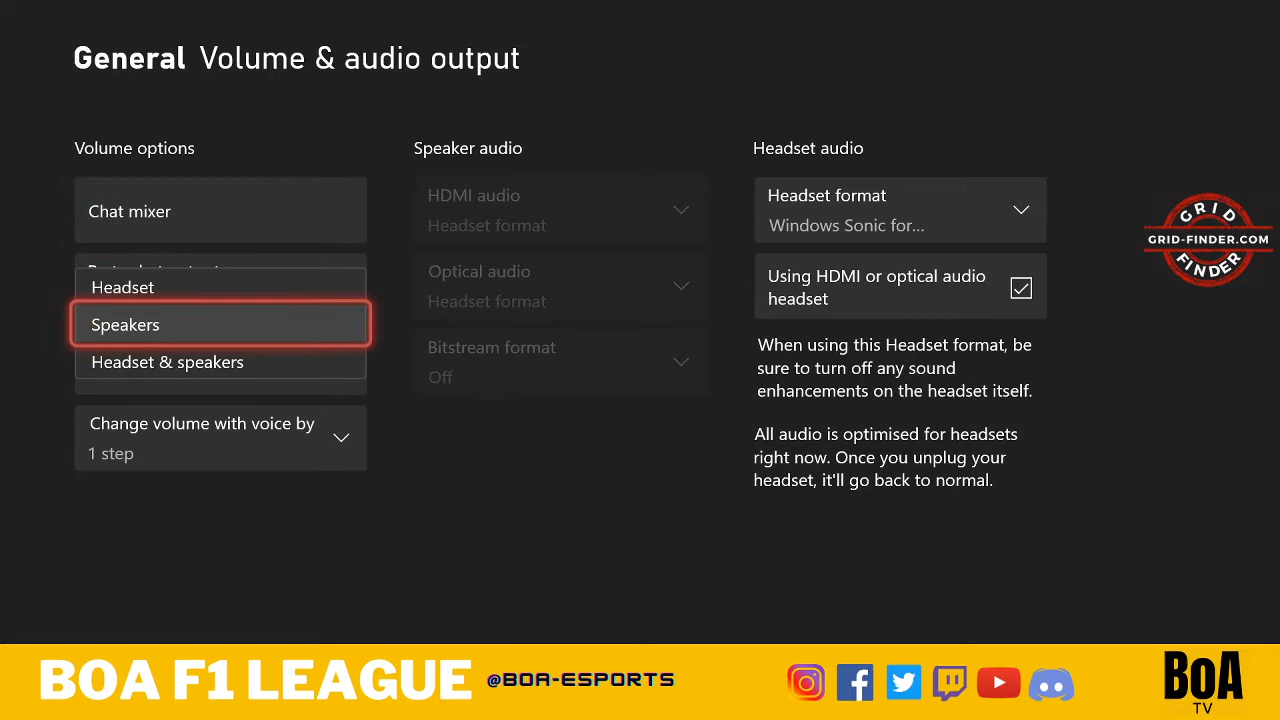 General Volume & audio output
Volume options
Chat mixer
Headset
Speakers
Headset & speakers
Change volume with voice by
1 step
Speaker audio
HDMI audio
Headset format
Optical audio
Headset format
Bitstream format
Off
Headset audio
Headset format
Windows Sonic for...
Using HDMI or optical audio
headset
When using this Headset format, be
sure to turn off any sound
enhancements on the headset itself.
All audio is optimised for headsets
right now. Once you unplug your
headset, it'll go back to normal.
GRID
GRID-FINDER.COM
FINDER
BOA F1 LEAGUE
@BOA-ESPORTS
BoA
TV